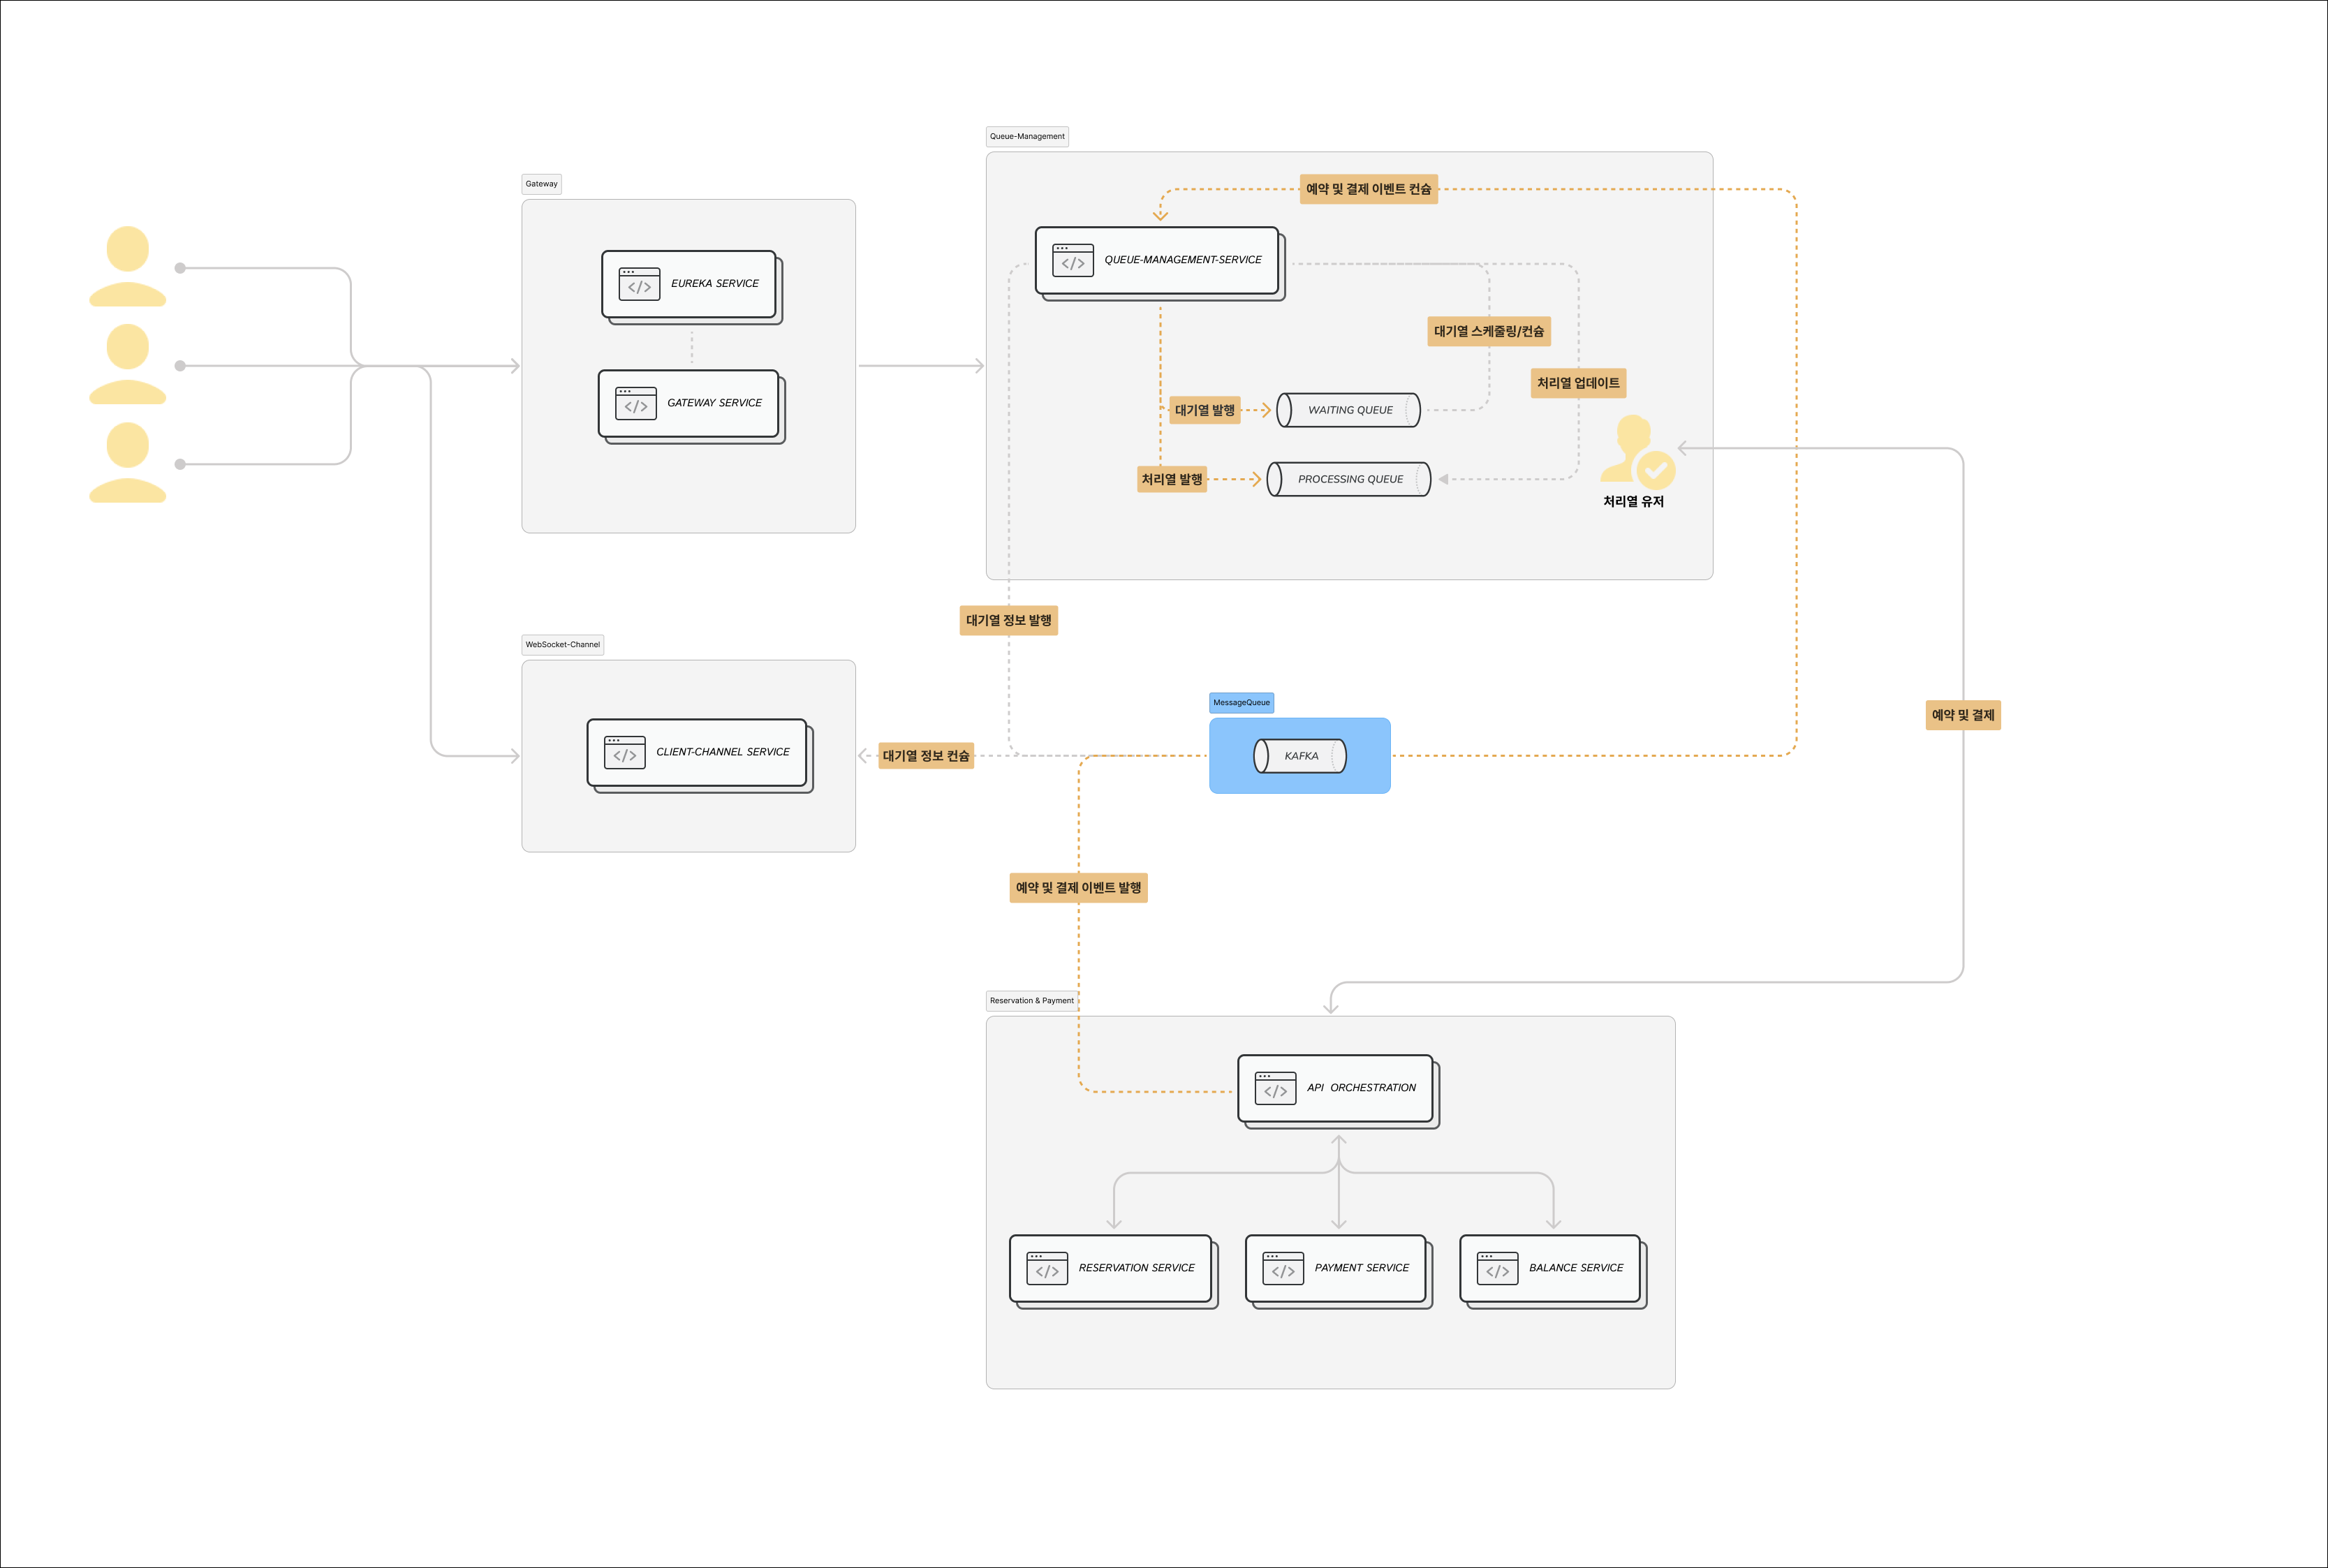 Queue-Management
예약 및 결제 이벤트 컨슘
Gateway
QUEUE-MANAGEMENT-SERVICE
EUREKA SERVICE
대기열 스케줄링/컨슘
처리열 업데이트
GATEWAY SERVICE
대기열 발행
WAITING QUEUE
처리열 발행
PROCESSING QUEUE
처리열 유저
대기열 정보 발행
WebSocket-Channel
MessageQueue
예약 및 결제
CLIENT-CHANNEL SERVICE
대기열 정보 컨슘
KAFKA
예약 및 결제 이벤트 발행
Reservation & Payment
API ORCHESTRATION
RESERVATION SERVICE
PAYMENT SERVICE
BALANCE SERVICE